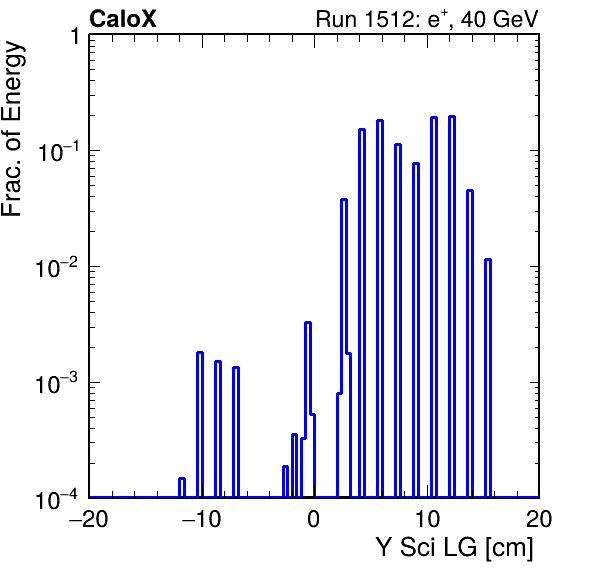 CaloX Run 1512: e⁺, 40 GeV
Frac. of Energy
1
10⁻¹
10⁻²
10⁻³
10⁻⁴
−20 −10 0 10 20
Y Sci LG [cm]